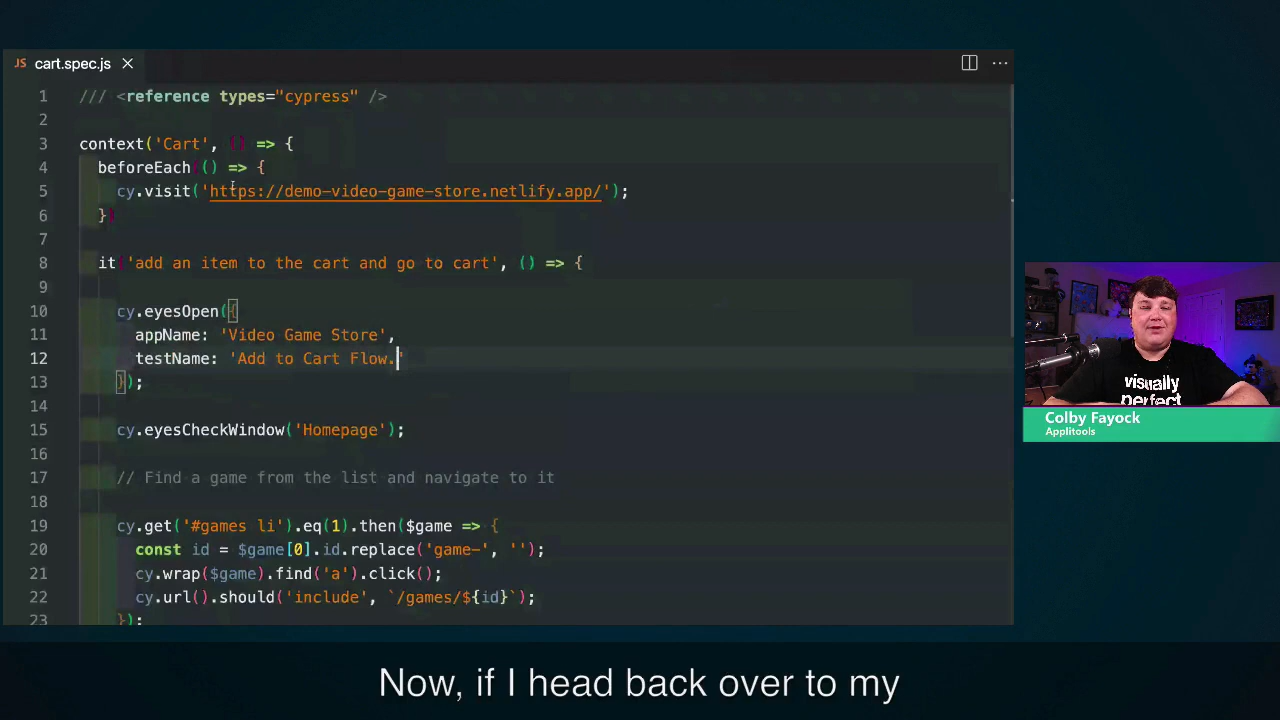 JS cart.spec.js
1 /// <reference types="cypress" />
2
3 context('Cart', () => {
4 beforeEach(() => {
5 cy.visit('https://demo-video-game-store.netlify.app/');
6 })
7
8 it('add an item to the cart and go to cart', () => {
9
10 cy.eyesOpen({
11 appName: 'Video Game Store',
12 testName: 'Add to Cart Flow.'
13 });
14
15 cy.eyesCheckWindow('Homepage');
16
17 // Find a game from the list and navigate to it
18
19 cy.get('#games li').eq(1).then($game => {
20 const id = $game[0].id.replace('game-', '');
21 cy.wrap($game).find('a').click();
22 cy.url().should('include', `/games/${id}`);
23 });
visually
perfect
Colby Fayock
Applitools
Now, if I head back over to my